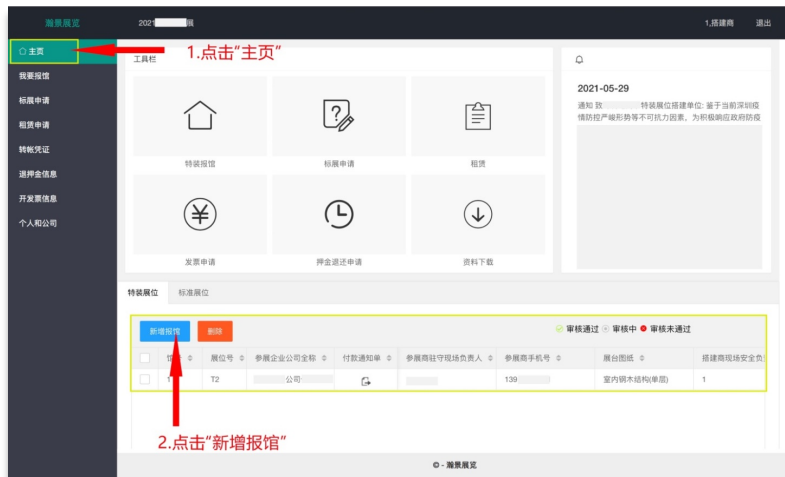 瀚景展览
2021 展
1,搭建商 退出
主页
1.点击“主页”
我要报馆
标展申请
租赁申请
转帐凭证
退押金信息
开发票信息
个人和公司
工具栏
特装报馆
标展申请
租赁
发票申请
押金退还申请
资料下载
2021-05-29
通知 致 特装展位搭建单位: 鉴于当前深圳疫
情防控严峻形势等不可抗力因素，为积极响应政府防疫
特装展位 标准展位
新增报馆 删除
审核通过 审核中 审核未通过
馆 展位号 参展企业公司全称 付款通知单 参展商驻守现场负责人 参展商手机号 展台图纸 搭建商现场安全负
1 T2 公司 139 室内钢木结构(单层) 1
2.点击“新增报馆”
© - 瀚景展览